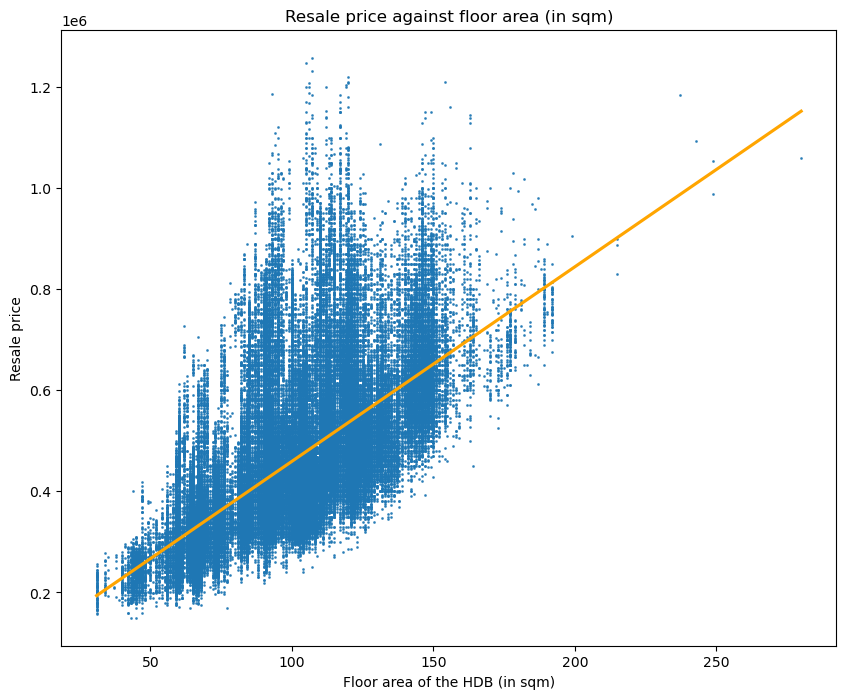 Resale price against floor area (in sqm)
1e6
1.2
1.0
0.8
0.6
0.4
0.2
Resale price
50 100 150 200 250
Floor area of the HDB (in sqm)